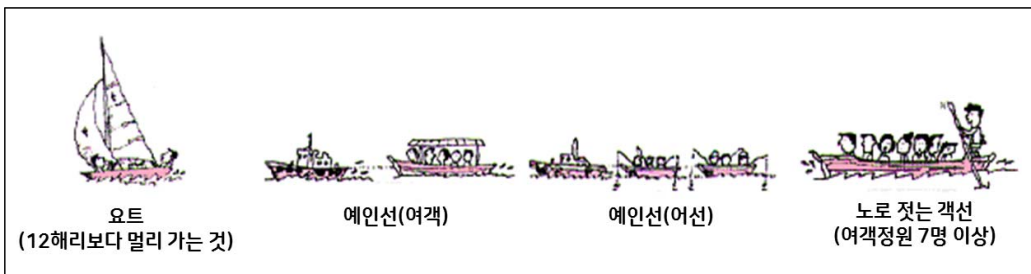 요트
(12해리보다 멀리 가는 것)
예인선(여객)
예인선(어선)
노로 젓는 객선
(여객정원 7명 이상)